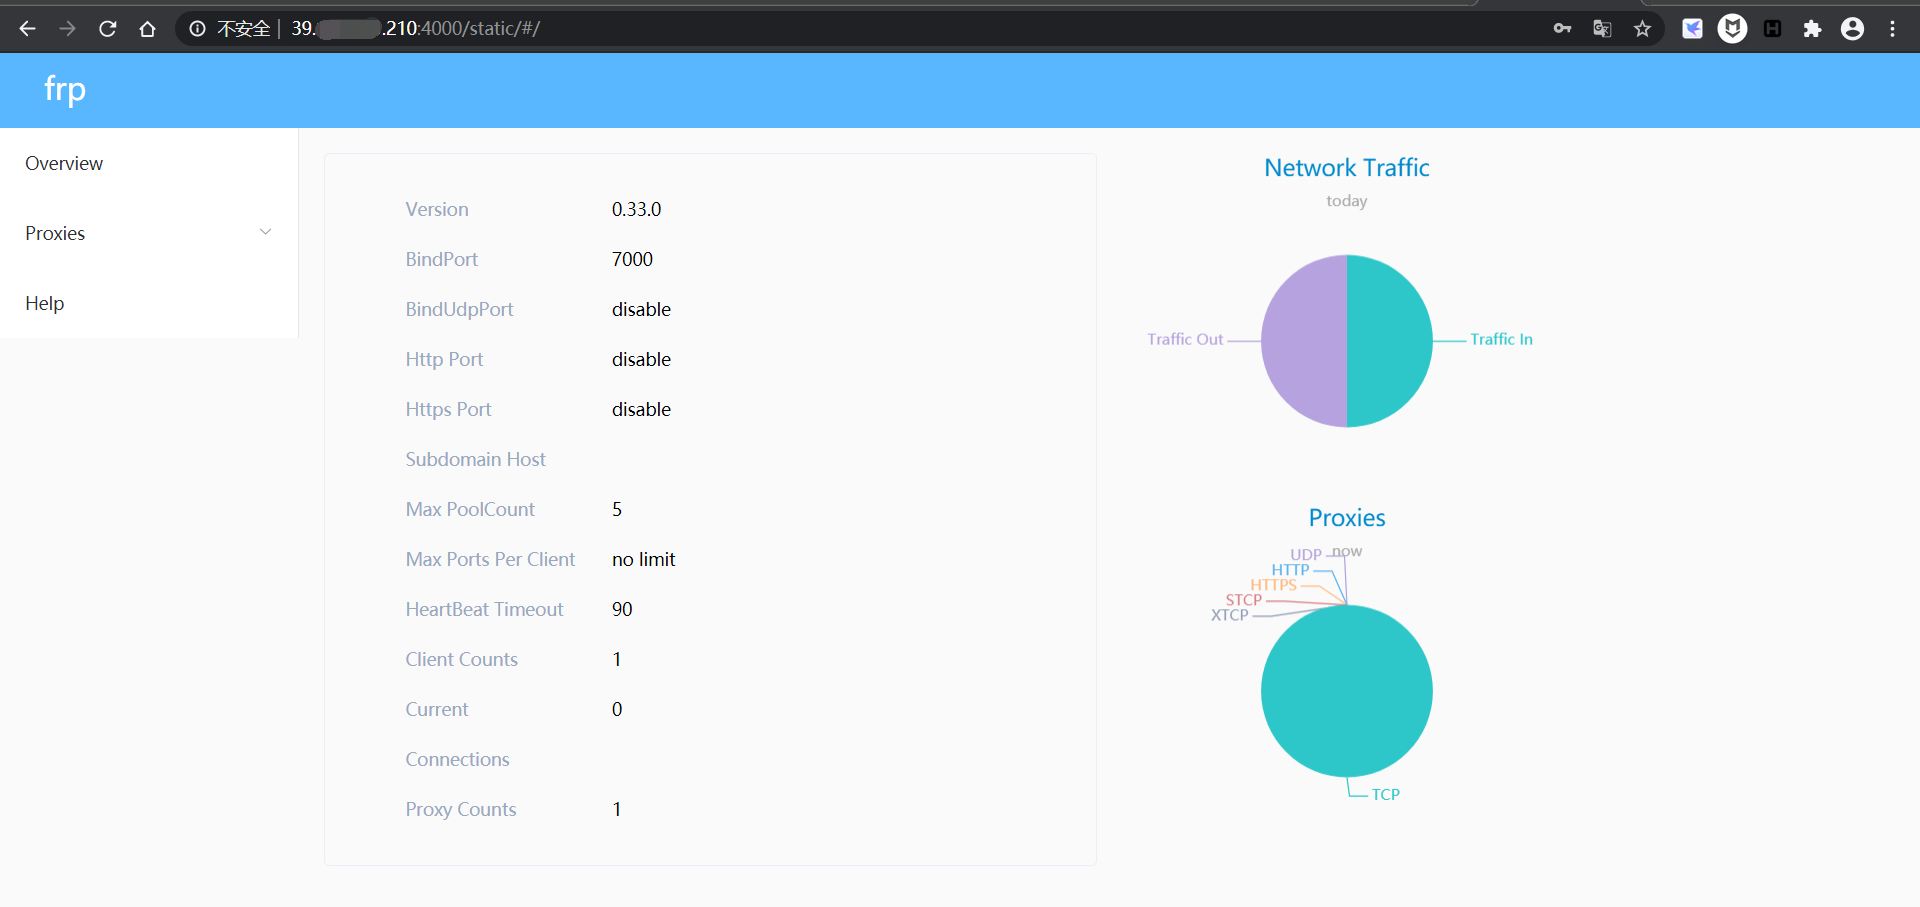 不安全 | 39. .210:4000/static/#/
frp
Overview
Proxies
Help
Version 0.33.0
BindPort 7000
BindUdpPort disable
Http Port disable
Https Port disable
Subdomain Host
Max PoolCount 5
Max Ports Per Client no limit
HeartBeat Timeout 90
Client Counts 1
Current 0
Connections
Proxy Counts 1
Network Traffic
today
Traffic Out
Traffic In
Proxies
now
UDP
HTTP
HTTPS
STCP
XTCP
TCP